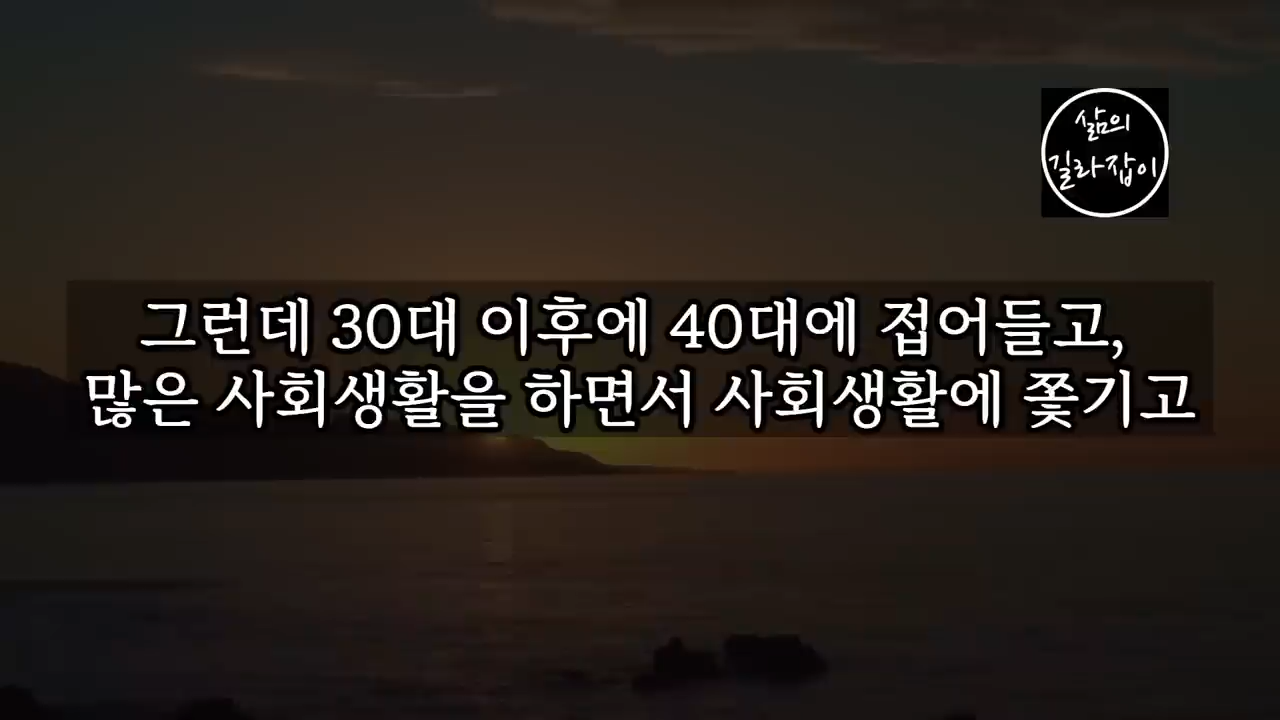 삶의
길라잡이
그런데 30대 이후에 40대에 접어들고,
많은 사회생활을 하면서 사회생활에 쫓기고